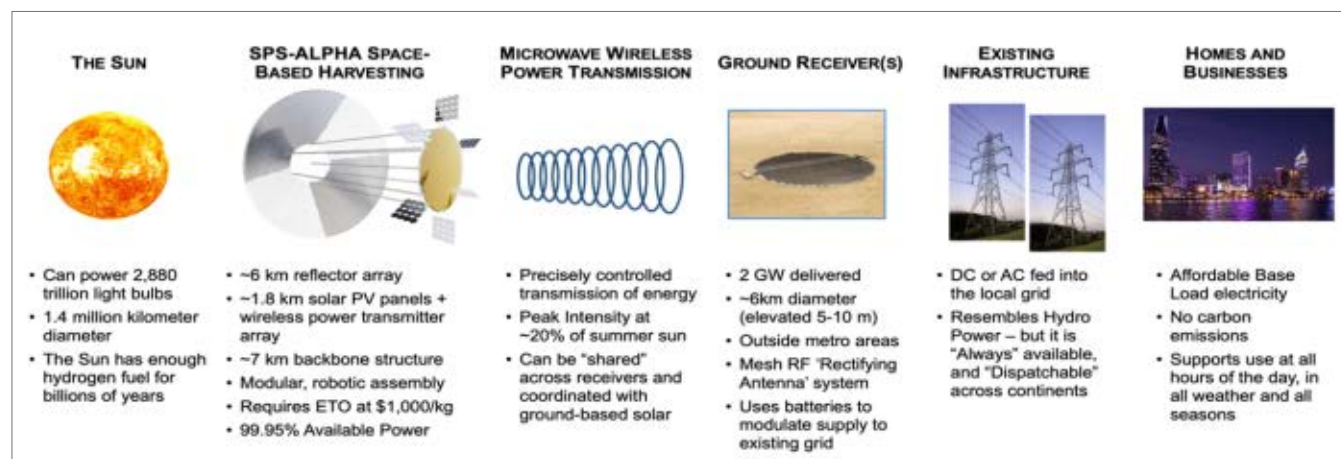 THE SUN
SPS-ALPHA SPACE-
BASED HARVESTING
MICROWAVE WIRELESS
POWER TRANSMISSION
GROUND RECEIVER(S)
EXISTING
INFRASTRUCTURE
HOMES AND
BUSINESSES
• Can power 2,880
trillion light bulbs
• 1.4 million kilometer
diameter
• The Sun has enough
hydrogen fuel for
billions of years
• ~6 km reflector array
• ~1.8 km solar PV panels +
wireless power transmitter
array
• ~7 km backbone structure
• Modular, robotic assembly
• Requires ETO at $1,000/kg
• 99.95% Available Power
• Precisely controlled
transmission of energy
• Peak Intensity at
~20% of summer sun
• Can be “shared”
across receivers and
coordinated with
ground-based solar
• 2 GW delivered
• ~6km diameter
(elevated 5-10 m)
• Outside metro areas
• Mesh RF ‘Rectifying
Antenna’ system
• Uses batteries to
modulate supply to
existing grid
• DC or AC fed into
the local grid
• Resembles Hydro
Power – but it is
“Always” available,
and “Dispatchable”
across continents
• Affordable Base
Load electricity
• No carbon
emissions
• Supports use at all
hours of the day, in
all weather and all
seasons